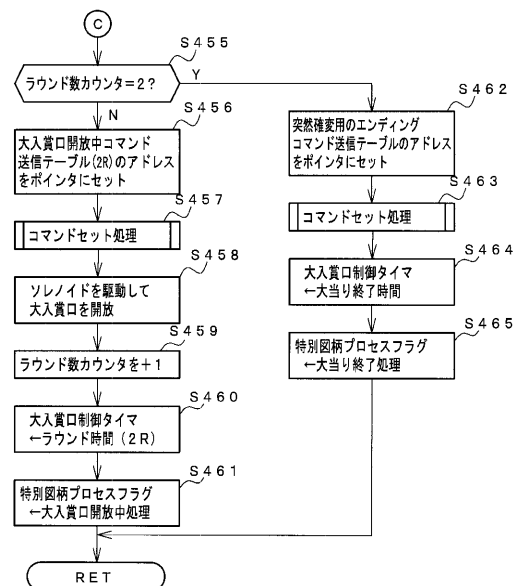 C
S455
ラウンド数カウンタ=2?
Y
N
S456
大入賞口開放中コマンド
送信テーブル(2R)のアドレス
をポインタにセット
S457
コマンドセット処理
S458
ソレノイドを駆動して
大入賞口を開放
S459
ラウンド数カウンタを+1
S460
大入賞口制御タイマ
←ラウンド時間(2R)
S461
特別図柄プロセスフラグ
←大入賞口開放中処理
RET
S462
突然確変用のエンディング
コマンド送信テーブルのアドレス
をポインタにセット
S463
コマンドセット処理
S464
大入賞口制御タイマ
←大当り終了時間
S465
特別図柄プロセスフラグ
←大当り終了処理